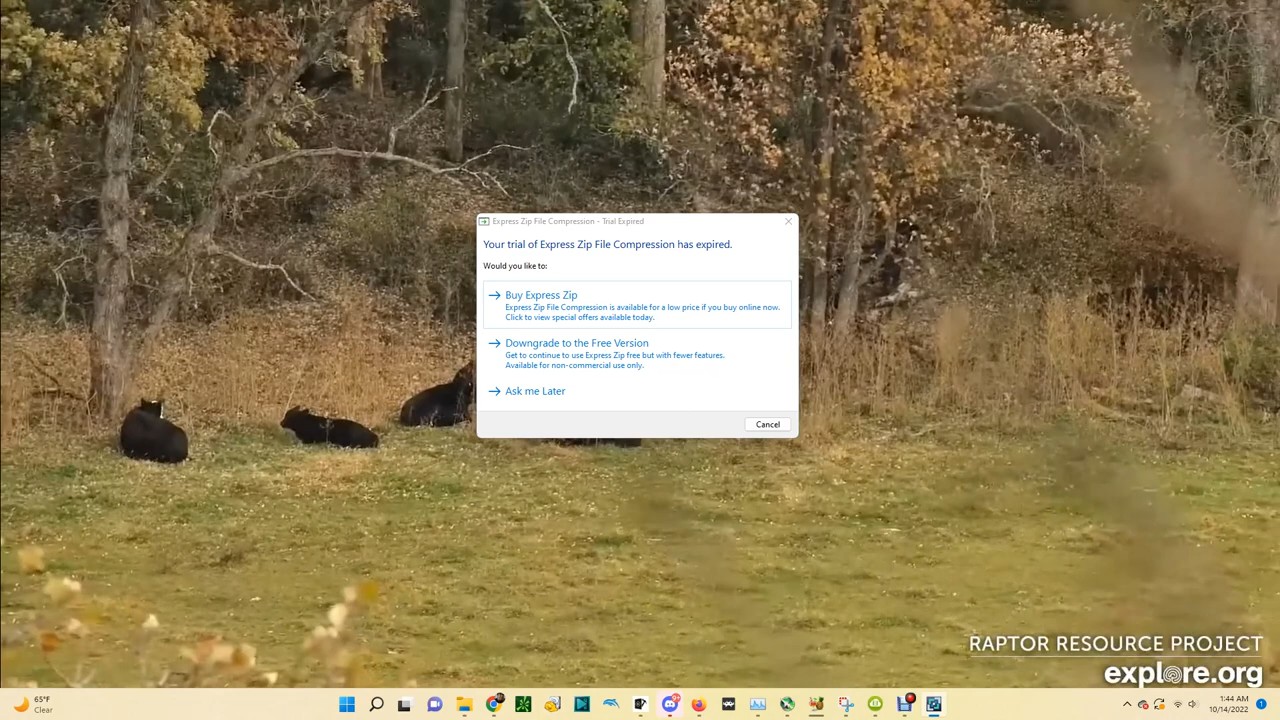 Express Zip File Compression - Trial Expired
Your trial of Express Zip File Compression has expired.
Would you like to:
Buy Express Zip
Express Zip File Compression is available for a low price if you buy online now.
Click to view special offers available today.
Downgrade to the Free Version
Get to continue to use Express Zip free but with fewer features.
Available for non-commercial use only.
Ask me Later
Cancel
RAPTOR RESOURCE PROJECT
explore.org
65°F
Clear
9+
1:44 AM
10/14/2022
1